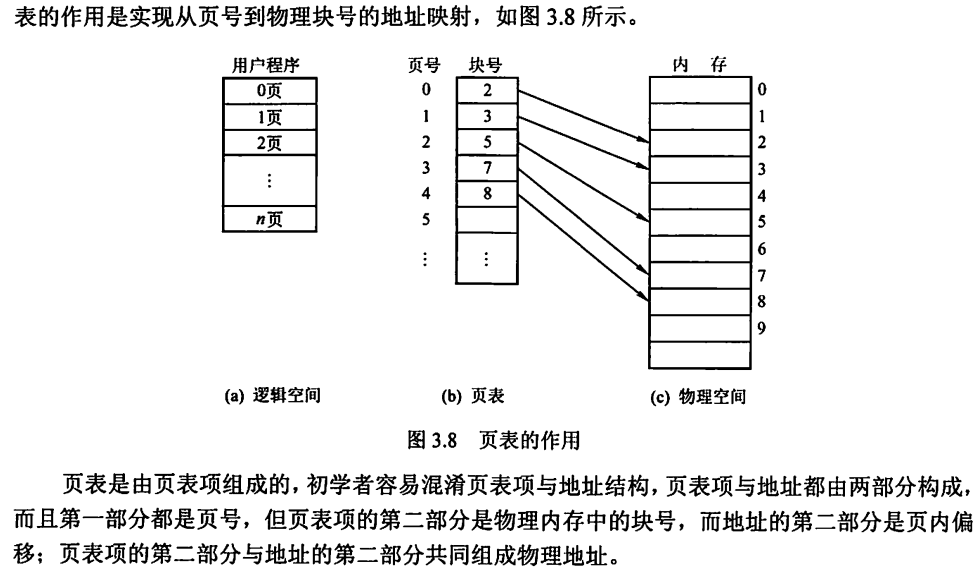 表的作用是实现从页号到物理块号的地址映射，如图 3.8 所示。
用户程序
0页
1页
2页
⋮
n页
页号 块号
0 2
1 3
2 5
3 7
4 8
5
⋮ ⋮
内 存
0
1
2
3
4
5
6
7
8
9
(a) 逻辑空间
(b) 页表
(c) 物理空间
图 3.8 页表的作用
页表是由页表项组成的，初学者容易混淆页表项与地址结构，页表项与地址都由两部分构成，
而且第一部分都是页号，但页表项的第二部分是物理内存中的块号，而地址的第二部分是页内偏
移；页表项的第二部分与地址的第二部分共同组成物理地址。